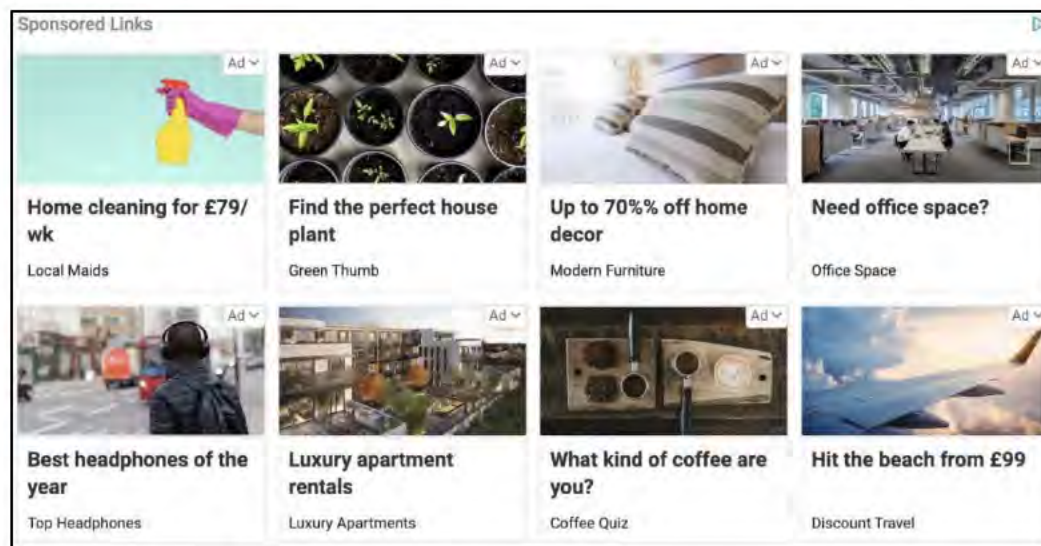 Sponsored Links
Ad
Ad
Ad
Ad
Home cleaning for £79/
wk
Local Maids
Find the perfect house
plant
Green Thumb
Up to 70%% off home
decor
Modern Furniture
Need office space?
Office Space
Ad
Ad
Ad
Ad
Best headphones of the
year
Top Headphones
Luxury apartment
rentals
Luxury Apartments
What kind of coffee are
you?
Coffee Quiz
Hit the beach from £99
Discount Travel